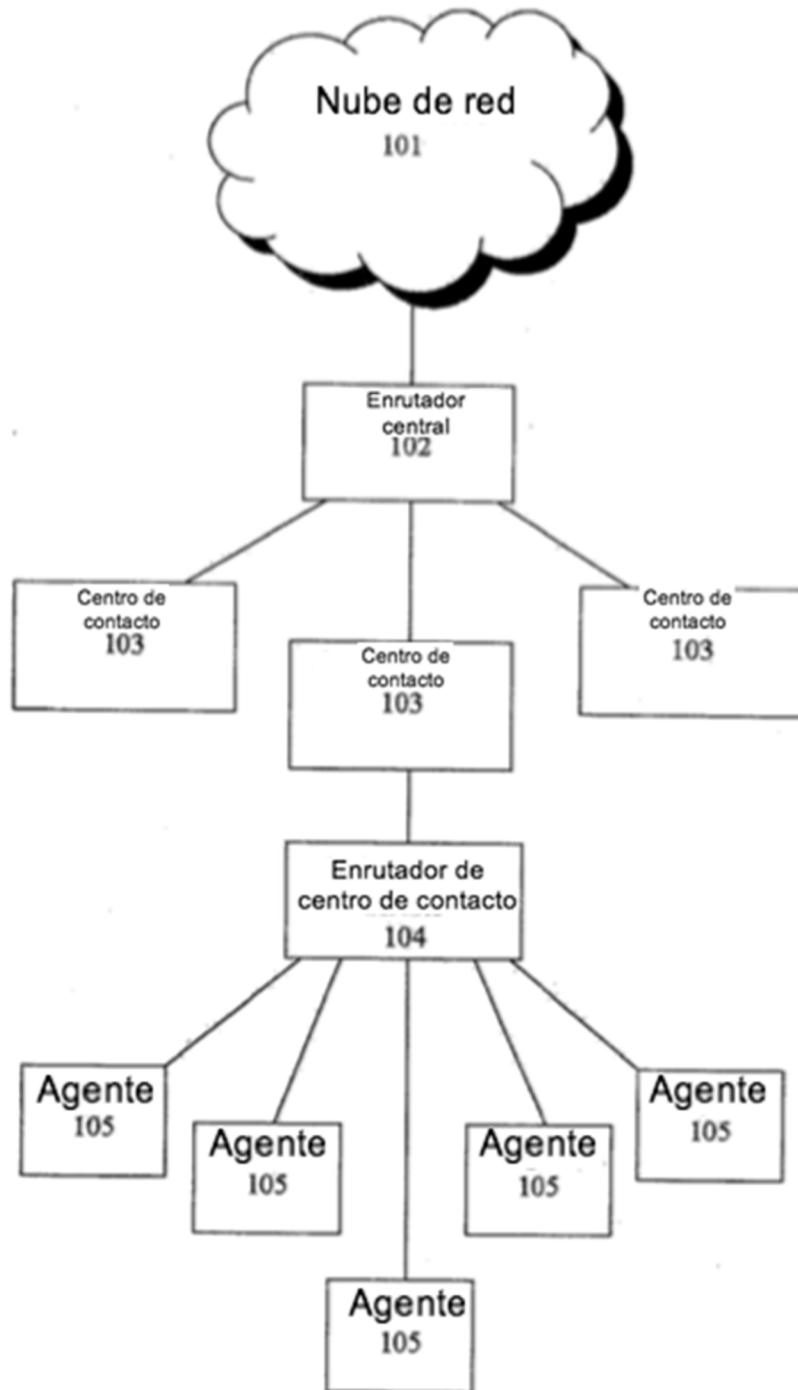 Nube de red
101
Enrutador
central
102
Centro de
contacto
103
Centro de
contacto
103
Centro de
contacto
103
Enrutador de
centro de contacto
104
Agente
105
Agente
105
Agente
105
Agente
105
Agente
105